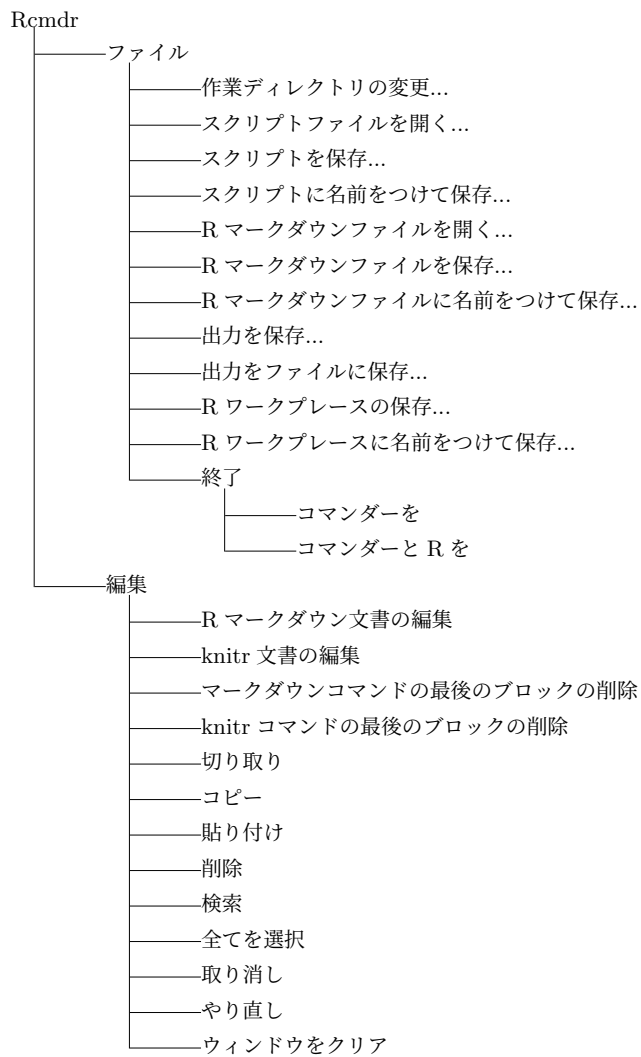 Rcmdr
ファイル
作業ディレクトリの変更...
スクリプトファイルを開く...
スクリプトを保存...
スクリプトに名前をつけて保存...
R マークダウンファイルを開く...
R マークダウンファイルを保存...
R マークダウンファイルに名前をつけて保存...
出力を保存...
出力をファイルに保存...
R ワークプレースの保存...
R ワークプレースに名前をつけて保存...
終了
コマンダーを
コマンダーと R を
編集
R マークダウン文書の編集
knitr 文書の編集
マークダウンコマンドの最後のブロックの削除
knitr コマンドの最後のブロックの削除
切り取り
コピー
貼り付け
削除
検索
全てを選択
取り消し
やり直し
ウィンドウをクリア